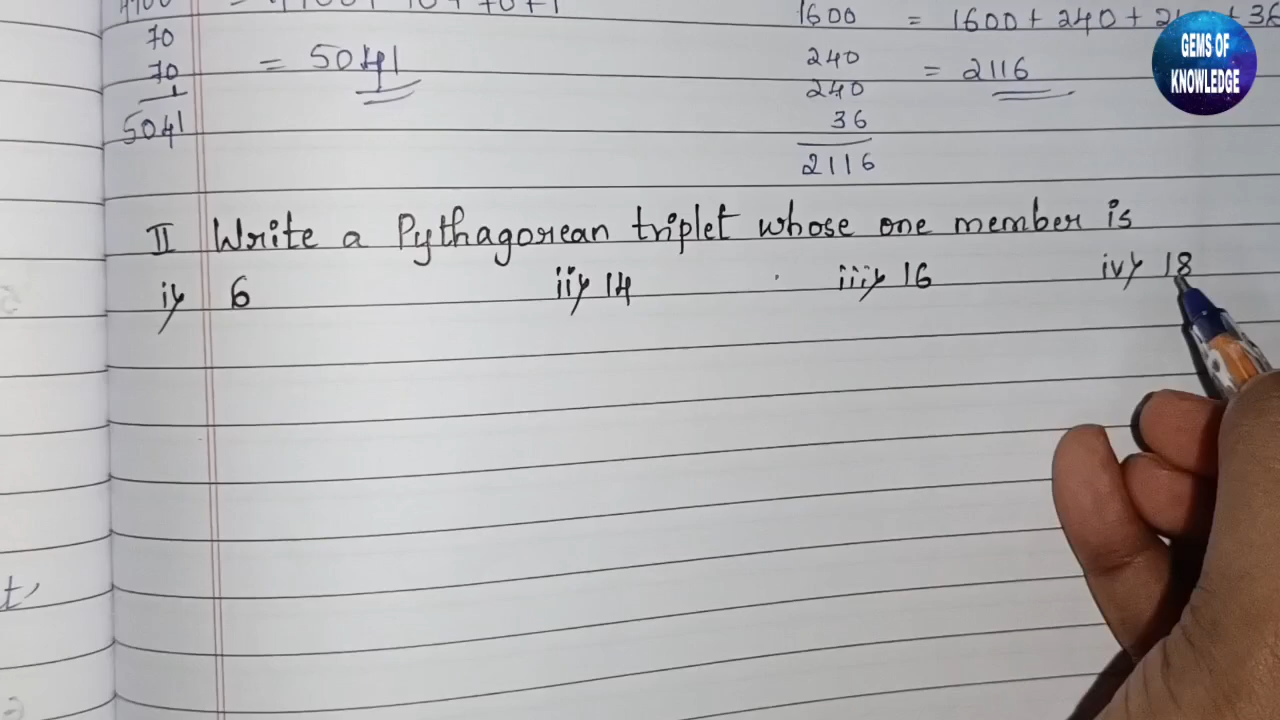 70
70
1
5041
= 5041
1600
240
240
36
2116
= 1600 + 240 + + 36
= 2116
GEMS OF
KNOWLEDGE
II Write a Pythagorean triplet whose one member is
i) 6 ii) 14 iii) 16 iv) 18